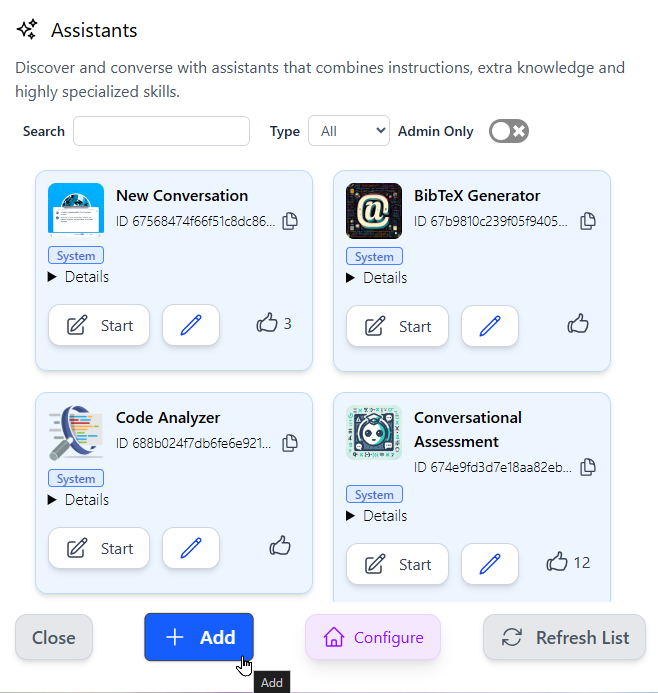 Assistants
Discover and converse with assistants that combines instructions, extra knowledge and
highly specialized skills.
Search Type All Admin Only
New Conversation
ID 67568474f66f51c8dc86...
System
Details
Start 3
BibTeX Generator
ID 67b9810c239f05f9405...
System
Details
Start
Code Analyzer
ID 688b024f7db6fe6e921...
System
Details
Start
Conversational
Assessment
ID 674e9fd3d7e18aa82eb...
System
Details
Start 12
Close Add Configure Refresh List
Add